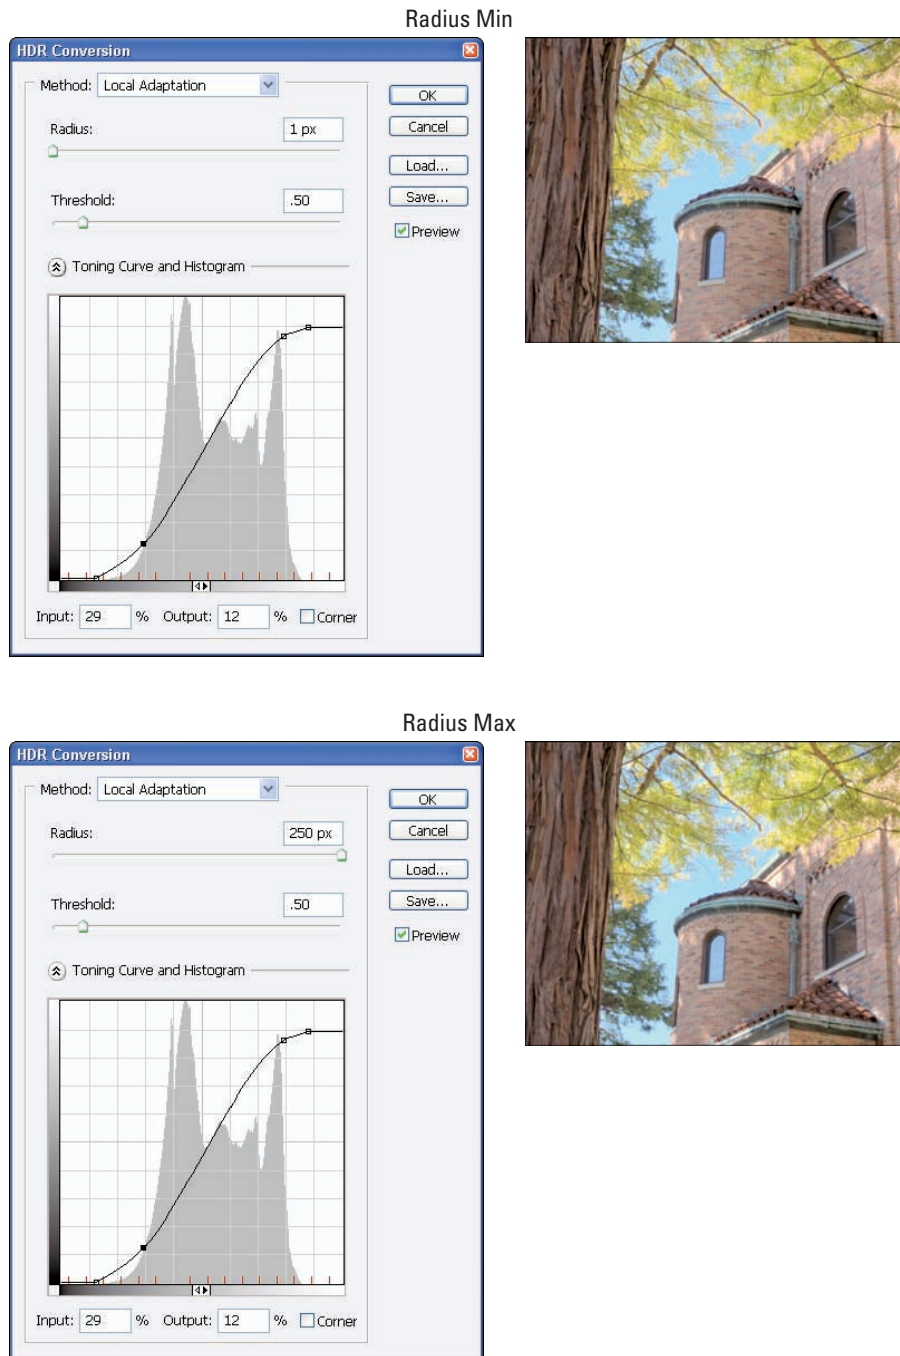 Radius Min
HDR Conversion
Method: Local Adaptation
OK
Radius: 1 px
Cancel
Load...
Threshold: .50
Save...
Preview
Toning Curve and Histogram
Input: 29 % Output: 12 % Corner
Radius Max
HDR Conversion
Method: Local Adaptation
OK
Radius: 250 px
Cancel
Load...
Threshold: .50
Save...
Preview
Toning Curve and Histogram
Input: 29 % Output: 12 % Corner